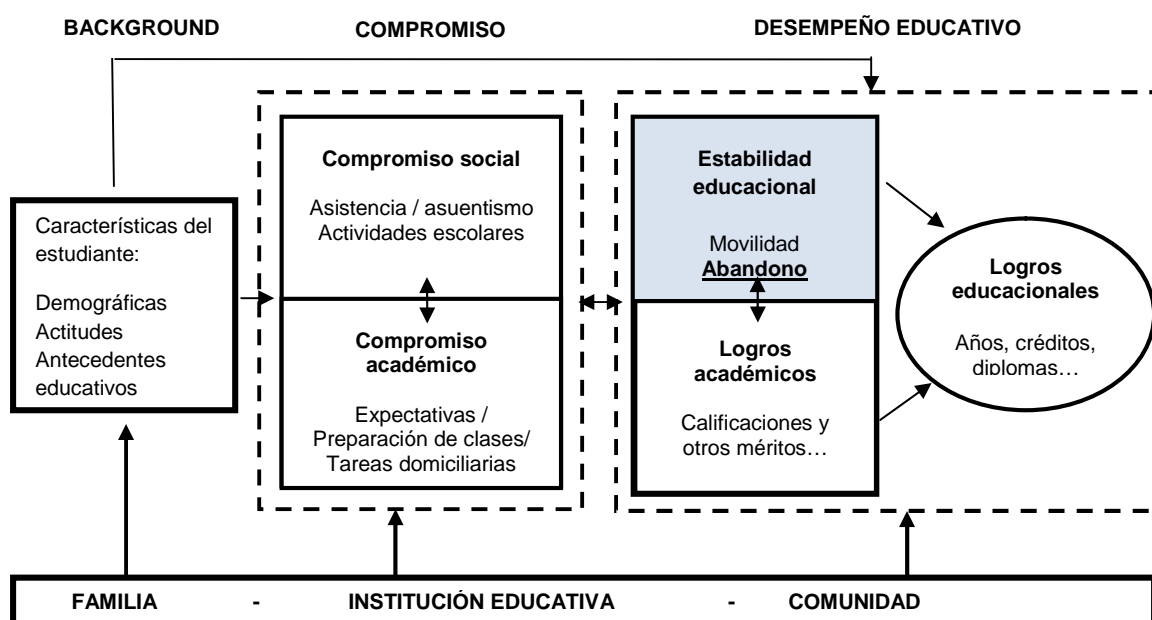 BACKGROUND COMPROMISO DESEMPEÑO EDUCATIVO
Características del
estudiante:
Demográficas
Actitudes
Antecedentes
educativos
Compromiso social
Asistencia / asuentismo
Actividades escolares
Compromiso
académico
Expectativas /
Preparación de clases/
Tareas domiciliarias
Estabilidad
educacional
Movilidad
Abandono
Logros
académicos
Calificaciones y
otros méritos…
Logros
educacionales
Años, créditos,
diplomas…
FAMILIA - INSTITUCIÓN EDUCATIVA - COMUNIDAD